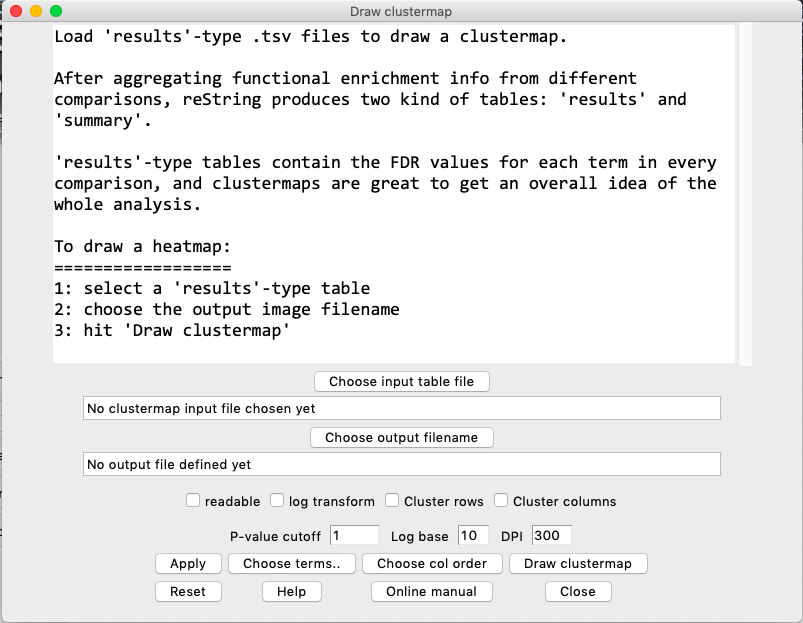 Draw clustermap
Load 'results'-type .tsv files to draw a clustermap.
After aggregating functional enrichment info from different
comparisons, reString produces two kind of tables: 'results' and
'summary'.
'results'-type tables contain the FDR values for each term in every
comparison, and clustermaps are great to get an overall idea of the
whole analysis.
To draw a heatmap:
==================
1: select a 'results'-type table
2: choose the output image filename
3: hit 'Draw clustermap'
Choose input table file
No clustermap input file chosen yet
Choose output filename
No output file defined yet
readable log transform Cluster rows Cluster columns
P-value cutoff 1 Log base 10 DPI 300
Apply Choose terms.. Choose col order Draw clustermap
Reset Help Online manual Close